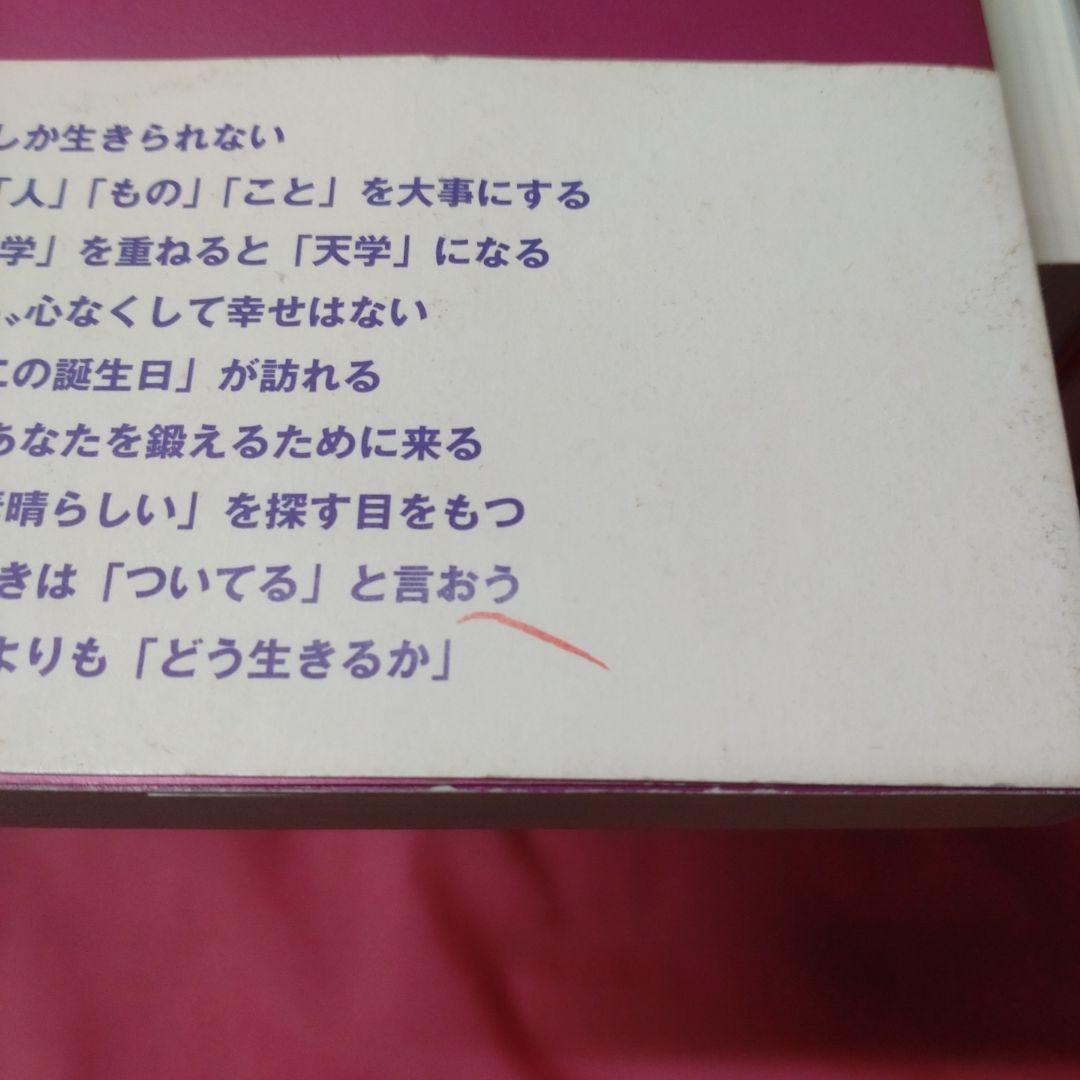 しか生きられない
「人」「もの」「こと」を大事にする
学」を重ねると「天学」になる
心なくして幸せはない
の誕生日」が訪れる
あなたを鍛えるために来る
晴らしい」を探す目をもつ
きは「ついてる」と言おう
よりも「どう生きるか」